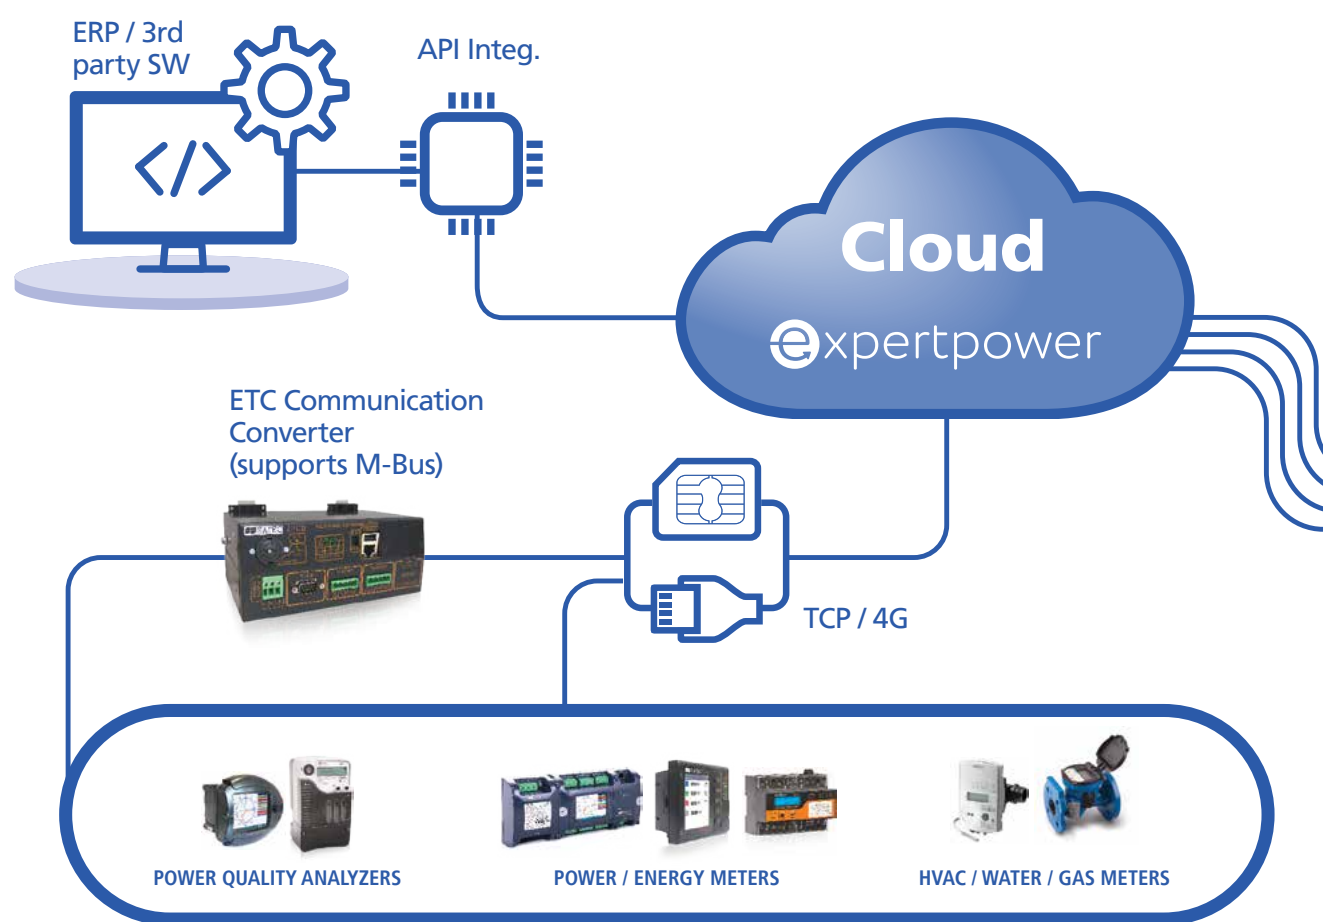 ERP / 3rd
party SW
API Integ.
</>
Cloud
expertpower
ETC Communication
Converter
(supports M-Bus)
TCP / 4G
POWER QUALITY ANALYZERS
POWER / ENERGY METERS
HVAC / WATER / GAS METERS